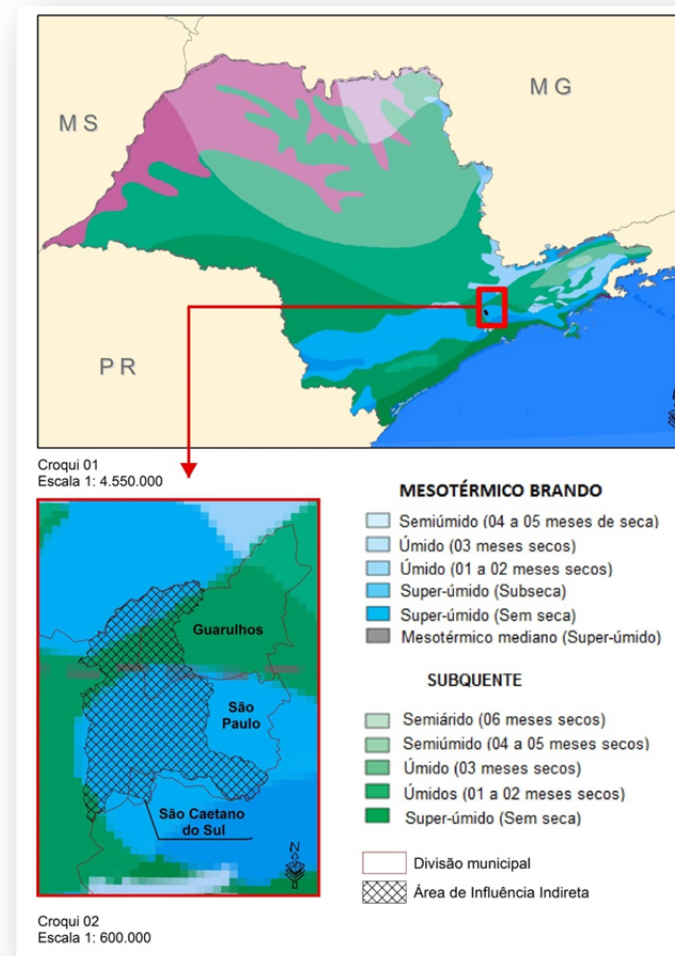 MG
MS
PR
Croqui 01
Escala 1: 4.550.000
MESOTÉRMICO BRANDO
Semiúmido (04 a 05 meses de seca)
Úmido (03 meses secos)
Úmido (01 a 02 meses secos)
Super-úmido (Subseca)
Super-úmido (Sem seca)
Mesotérmico mediano (Super-úmido)
SUBQUENTE
Semiárido (06 meses secos)
Semiúmido (04 a 05 meses secos)
Úmido (03 meses secos)
Úmidos (01 a 02 meses secos)
Super-úmido (Sem seca)
Divisão municipal
Área de Influência Indireta
Guarulhos
São
Paulo
São Caetano
do Sul
N
Croqui 02
Escala 1: 600.000